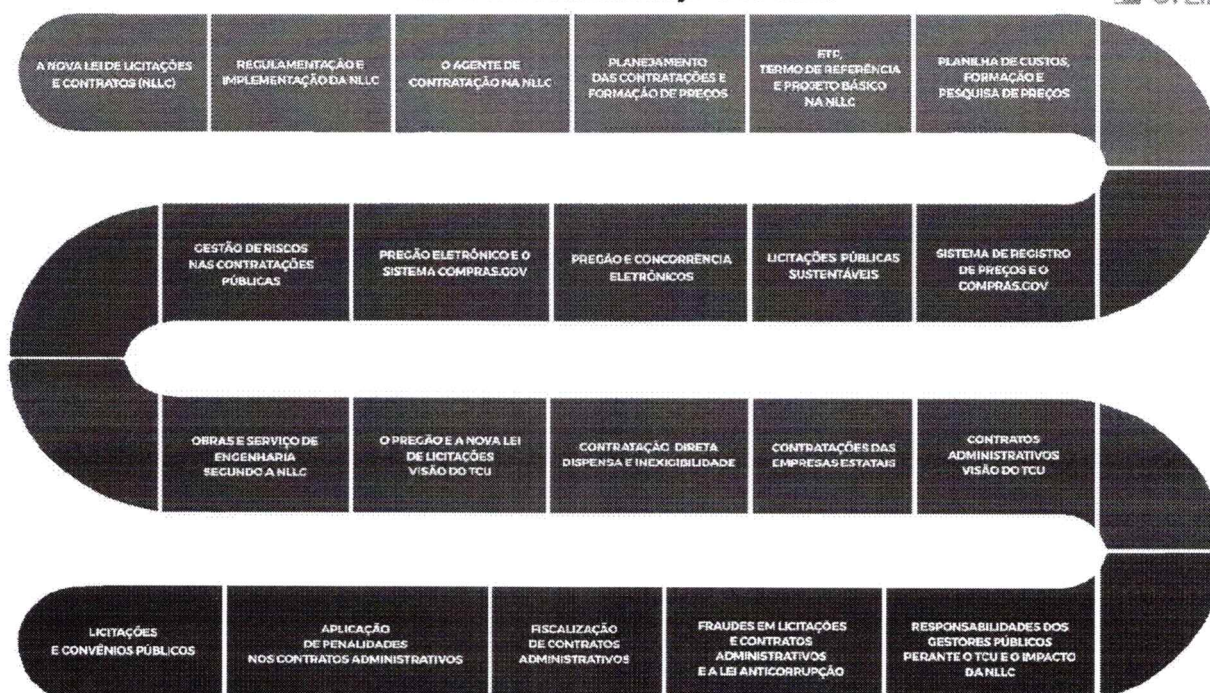 A NOVA LEI DE LICITAÇÕES
E CONTRATOS (NLLC)
REGULAMENTAÇÃO E
IMPLEMENTAÇÃO DA NLLC
O AGENTE DE
CONTRATAÇÃO NA NLLC
PLANEJAMENTO
DAS CONTRATAÇÕES E
FORMAÇÃO DE PREÇOS
ETP,
TERMO DE REFERÊNCIA
E PROJETO BÁSICO
NA NLLC
PLANILHA DE CUSTOS,
FORMAÇÃO E
PESQUISA DE PREÇOS
GESTÃO DE RISCOS
NAS CONTRATAÇÕES
PÚBLICAS
PREGÃO ELETRÔNICO E O
SISTEMA COMPRAS.GOV
PREGÃO E CONCORRÊNCIA
ELETRÔNICOS
LICITAÇÕES PÚBLICAS
SUSTENTÁVEIS
SISTEMA DE REGISTRO
DE PREÇOS E O
COMPRAS.GOV
OBRAS E SERVIÇO DE
ENGENHARIA
SEGUNDO A NLLC
O PREGÃO E A NOVA LEI
DE LICITAÇÕES
VISÃO DO TCU
CONTRATAÇÃO DIRETA
DISPENSA E INEXIGIBILIDADE
CONTRATAÇÕES DAS
EMPRESAS ESTATAIS
CONTRATOS
ADMINISTRATIVOS
VISÃO DO TCU
LICITAÇÕES
E CONVÊNIOS PÚBLICOS
APLICAÇÃO
DE PENALIDADES
NOS CONTRATOS ADMINISTRATIVOS
FISCALIZAÇÃO
DE CONTRATOS
ADMINISTRATIVOS
FRAUDES EM LICITAÇÕES
E CONTRATOS
ADMINISTRATIVOS
E A LEI ANTICORRUPÇÃO
RESPONSABILIDADES DOS
GESTORES PÚBLICOS
PERANTE O TCU E O IMPACTO
DA NLLC